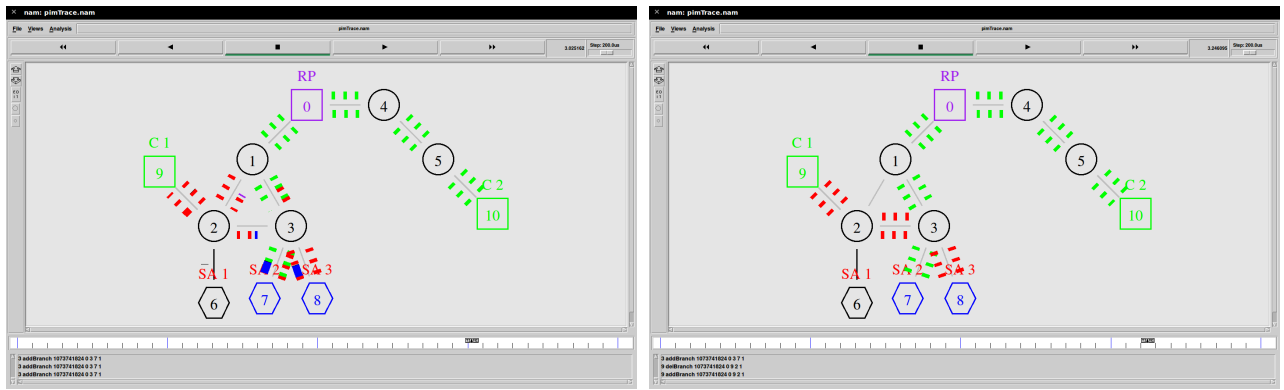 nam: pimTrace.nam
File Views Analysis
pimTrace.nam
3.025162
Step: 200.0us
RP
0
4
C 1
1
5
9
C 2
10
2
3
SA 1
SA 2
SA 3
6
7
8
3 addBranch 1073741824 0 3 7 1
3 addBranch 1073741824 0 3 7 1
3 addBranch 1073741824 0 3 7 1
nam: pimTrace.nam
File Views Analysis
pimTrace.nam
3.246095
Step: 200.0us
RP
0
4
C 1
1
5
9
C 2
10
2
3
SA 1
SA 2
SA 3
6
7
8
3 addBranch 1073741824 0 3 7 1
9 delBranch 1073741824 0 9 2 1
9 addBranch 1073741824 0 9 2 1